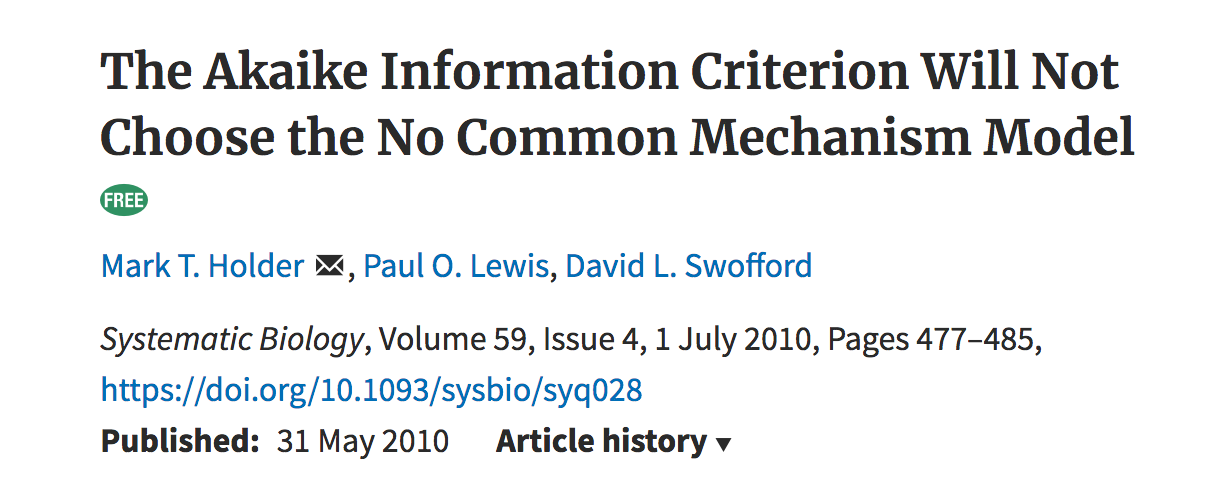 The Akaike Information Criterion Will Not
Choose the No Common Mechanism Model
FREE
Mark T. Holder , Paul O. Lewis, David L. Swofford
Systematic Biology, Volume 59, Issue 4, 1 July 2010, Pages 477–485,
https://doi.org/10.1093/sysbio/syq028
Published: 31 May 2010 Article history ▾